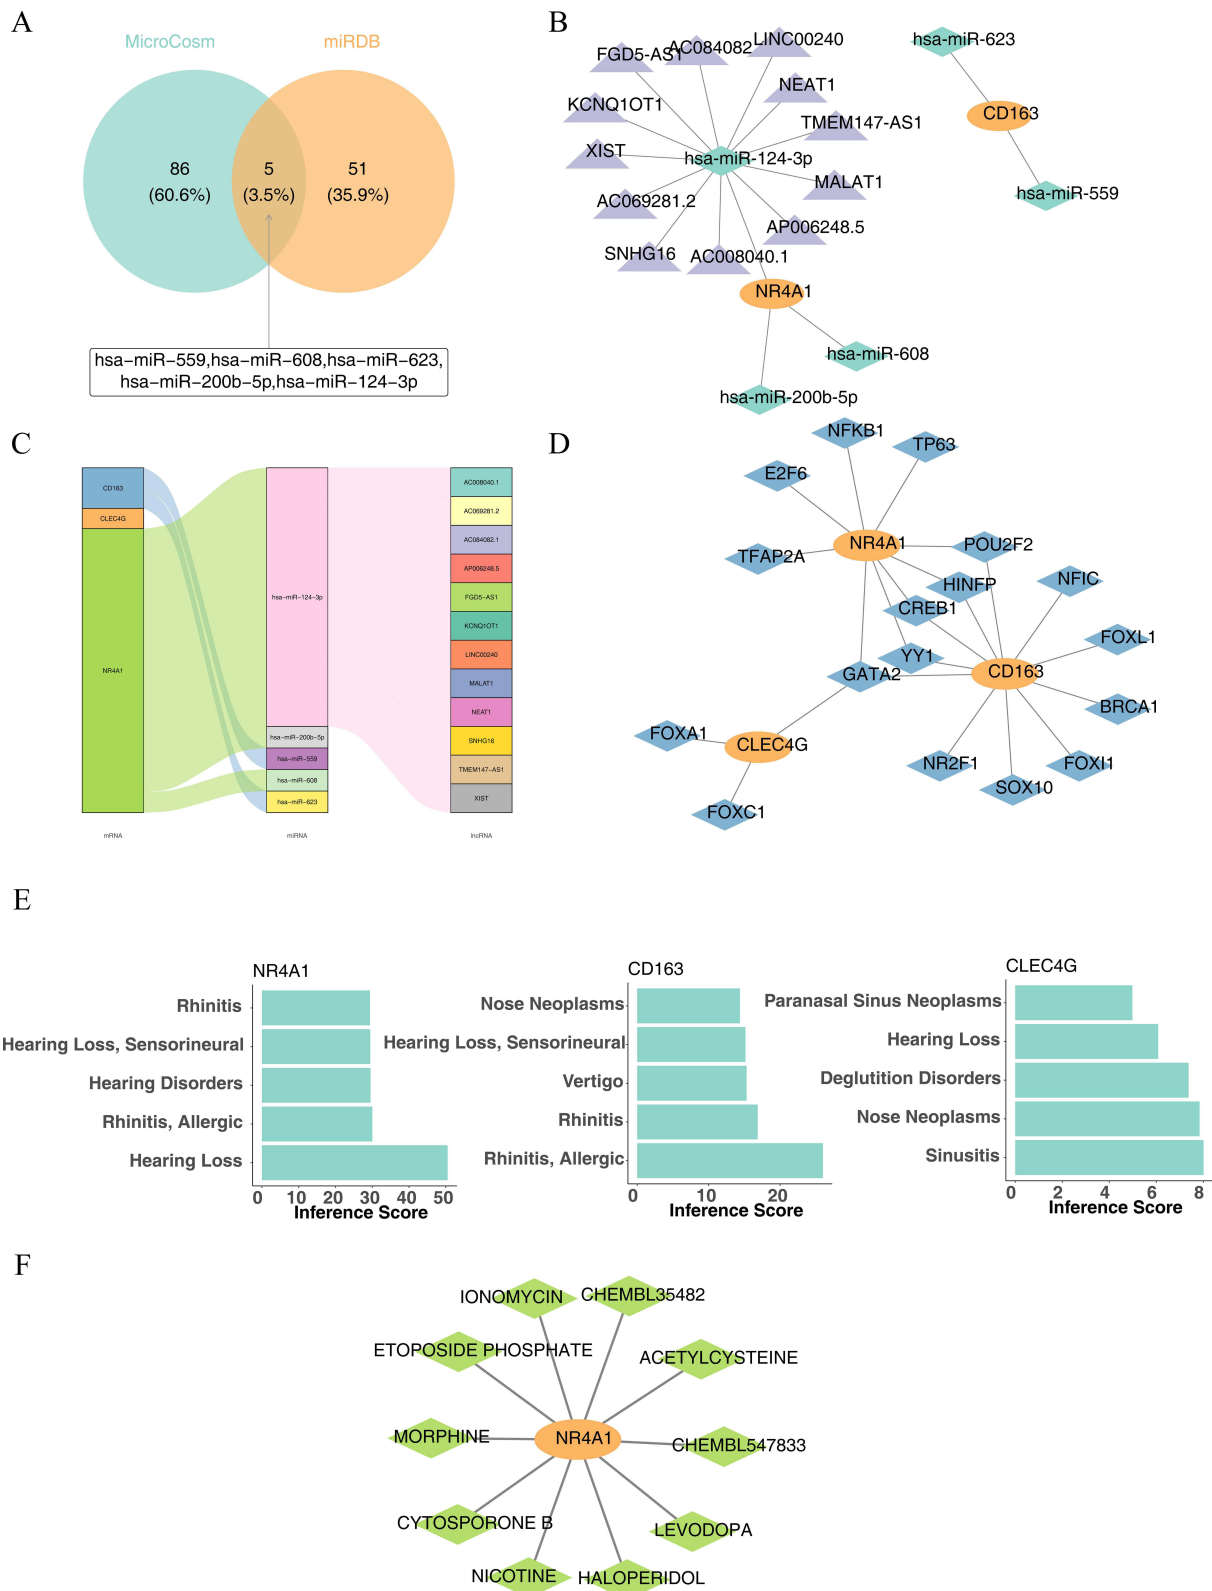 A
MicroCosm
miRDB
86
(60.6%)
5
(3.5%)
51
(35.9%)
hsa−miR−559,hsa−miR−608,hsa−miR−623,
hsa−miR−200b−5p,hsa−miR−124−3p
B
FGD5-AS1
AC084082
LINC00240
KCNQ1OT1
NEAT1
TMEM147-AS1
XIST
hsa-miR-124-3p
MALAT1
AC069281.2
AP006248.5
SNHG16
AC008040.1
NR4A1
hsa-miR-608
hsa-miR-200b-5p
hsa-miR-623
CD163
hsa-miR-559
C
CD163
CLEC4G
NR4A1
hsa−miR−124−3p
hsa−miR−200b−5p
hsa−miR−559
hsa−miR−608
hsa−miR−623
AC008040.1
AC069281.2
AC084082.1
AP006248.5
FGD5−AS1
KCNQ1OT1
LINC00240
MALAT1
NEAT1
SNHG16
TMEM147−AS1
XIST
mRNA
miRNA
lncRNA
D
NFKB1
TP63
E2F6
NR4A1
TFAP2A
POU2F2
HINFP
NFIC
CREB1
FOXL1
YY1
GATA2
CD163
BRCA1
FOXA1
CLEC4G
NR2F1
FOXI1
SOX10
FOXC1
E
NR4A1
Rhinitis
Hearing Loss, Sensorineural
Hearing Disorders
Rhinitis, Allergic
Hearing Loss
0 10 20 30 40 50
Inference Score
CD163
Nose Neoplasms
Hearing Loss, Sensorineural
Vertigo
Rhinitis
Rhinitis, Allergic
0 10 20
Inference Score
CLEC4G
Paranasal Sinus Neoplasms
Hearing Loss
Deglutition Disorders
Nose Neoplasms
Sinusitis
0 2 4 6 8
Inference Score
F
IONOMYCIN
CHEMBL35482
ETOPOSIDE PHOSPHATE
ACETYLCYSTEINE
MORPHINE
NR4A1
CHEMBL547833
CYTOSPORONE B
LEVODOPA
NICOTINE
HALOPERIDOL